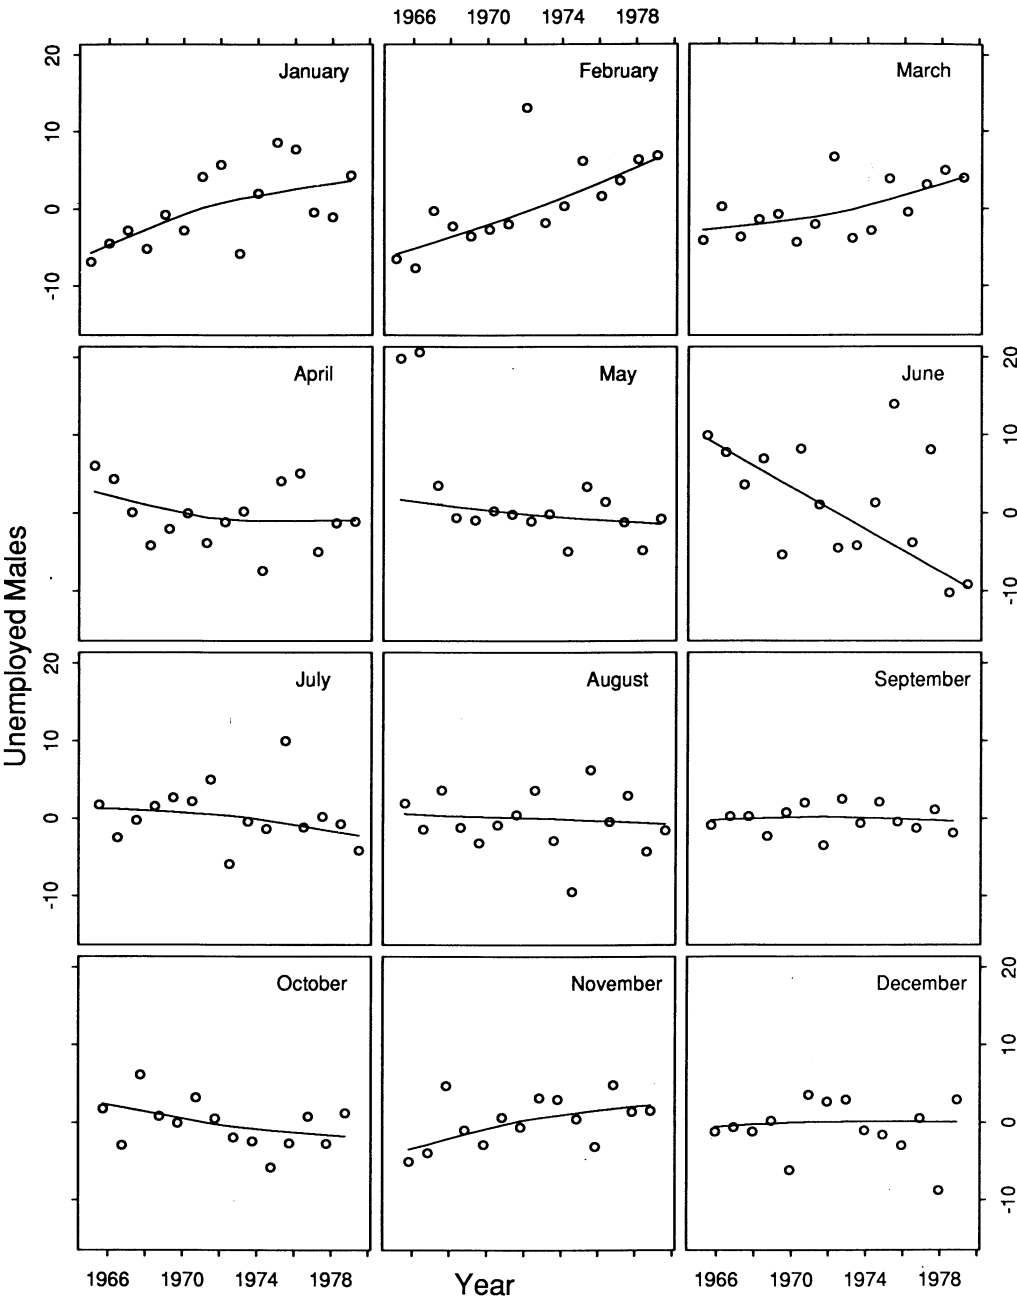 1966 1970 1974 1978
January
February
March
20
10
0
-10
April
May
June
20
10
0
-10
Unemployed Males
July
August
September
20
10
0
-10
October
November
December
20
10
0
-10
1966 1970 1974 1978
1966 1970 1974 1978
Year